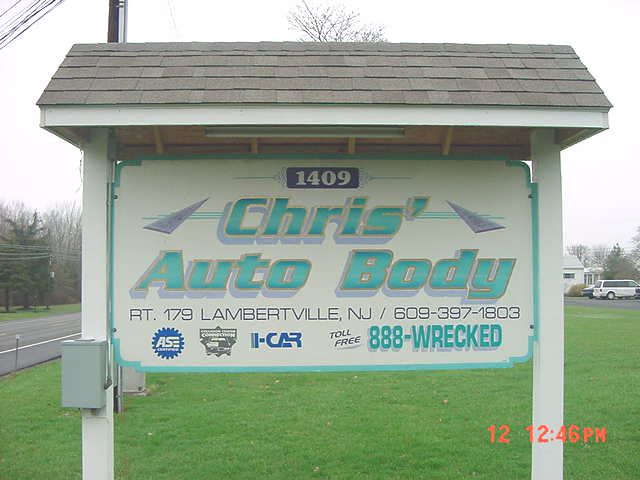 1409
Chris'
Auto Body
RT. 179 LAMBERTVILLE, NJ / 609-397-1803
ASE CERTIFIED I-CAR TOLL FREE 888-WRECKED
12 12:46PM